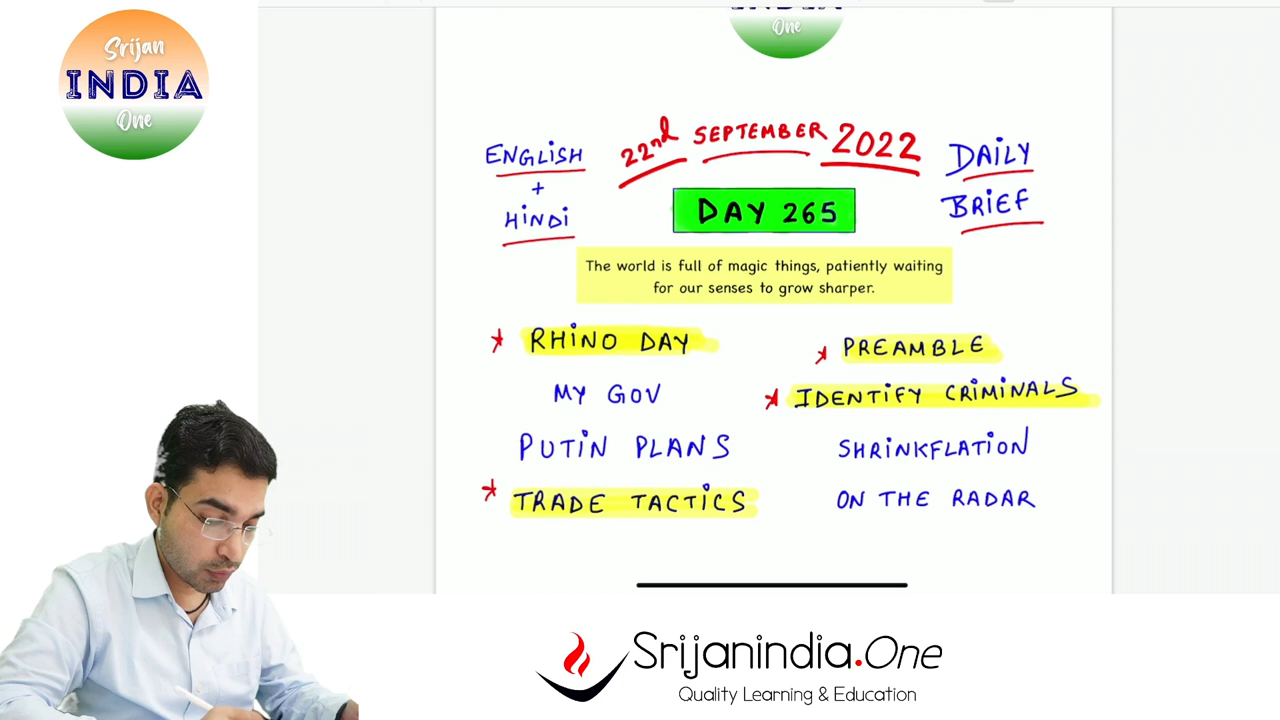 Srijan
INDIA
One
INDIA
One
22nd SEPTEMBER 2022
ENGLISH
+
HINDI
DAILY
BRIEF
DAY 265
The world is full of magic things, patiently waiting
for our senses to grow sharper.
RHINO DAY
MY GOV
PUTIN PLANS
TRADE TACTICS
PREAMBLE
IDENTIFY CRIMINALS
SHRINKFLATION
ON THE RADAR
Srijanindia.One
Quality Learning & Education